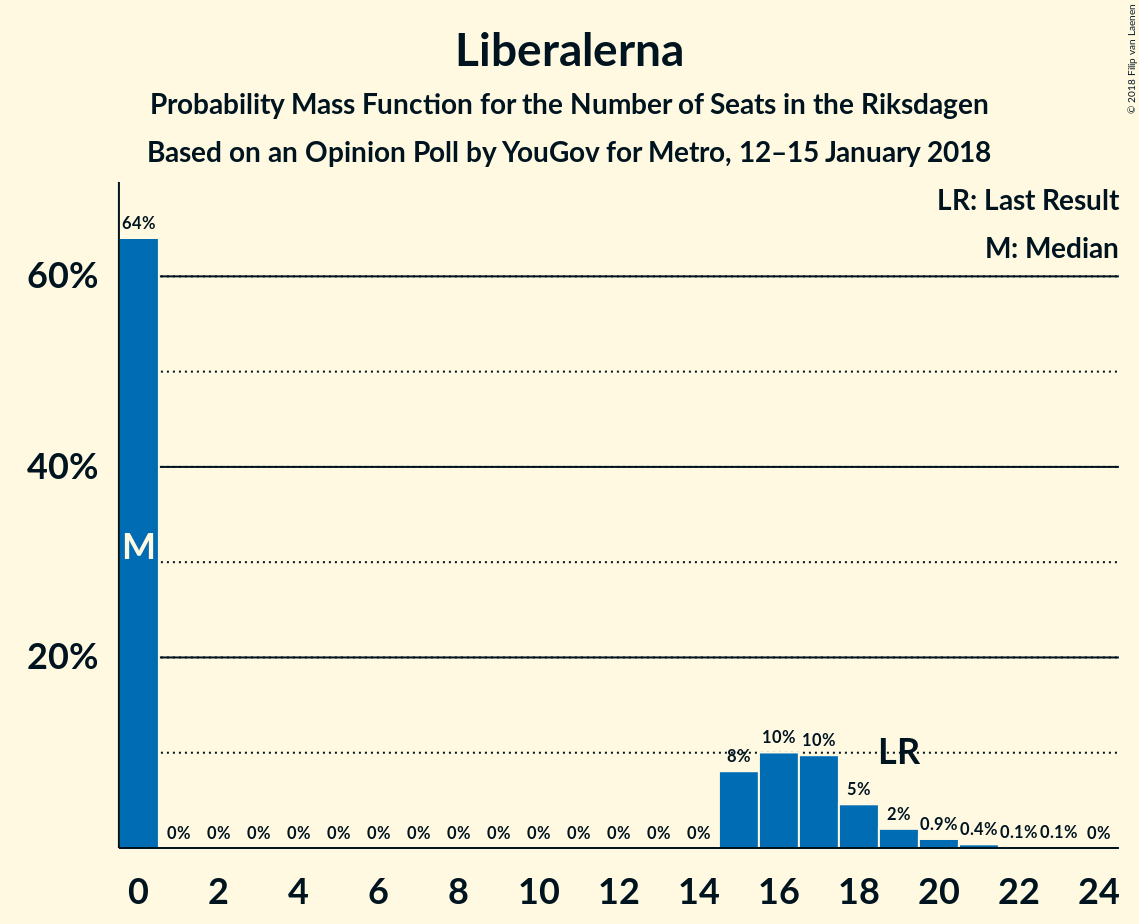 Liberalerna
Probability Mass Function for the Number of Seats in the Riksdagen
Based on an Opinion Poll by YouGov for Metro, 12–15 January 2018
© 2018 Filip van Laenen
LR: Last Result
M: Median
60%
40%
20%
64%
M
0% 0% 0% 0% 0% 0% 0% 0% 0% 0% 0% 0% 0% 0% 8% 10% 10% 5% 2% 0.9% 0.4% 0.1% 0.1% 0%
LR
0 2 4 6 8 10 12 14 16 18 20 22 24